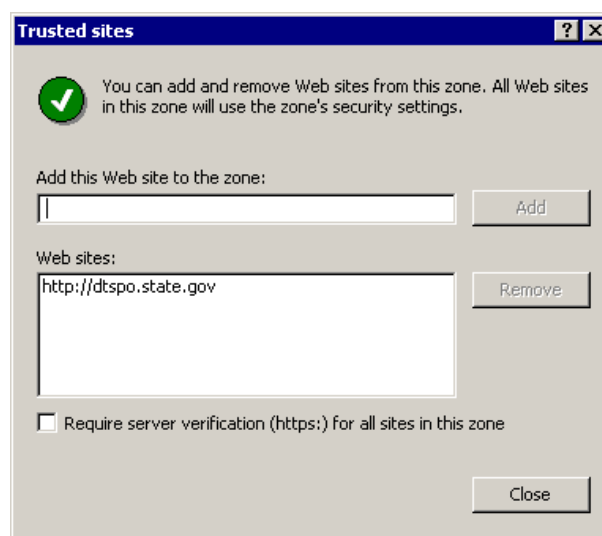 Trusted sites
You can add and remove Web sites from this zone. All Web sites
in this zone will use the zone's security settings.
Add this Web site to the zone:
Add
Web sites:
http://dtspo.state.gov
Remove
Require server verification (https:) for all sites in this zone
Close